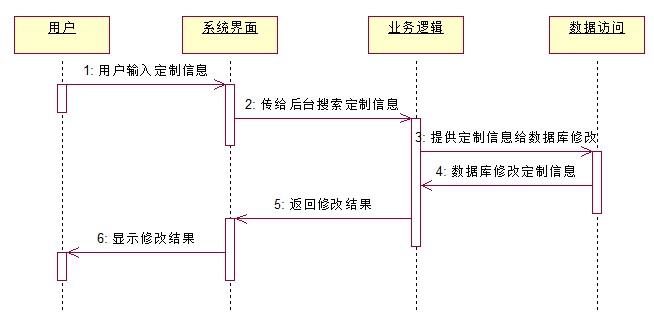 用户
系统界面
业务逻辑
数据访问
1: 用户输入定制信息
2: 传给后台搜索定制信息
3: 提供定制信息给数据库修改
4: 数据库修改定制信息
5: 返回修改结果
6: 显示修改结果